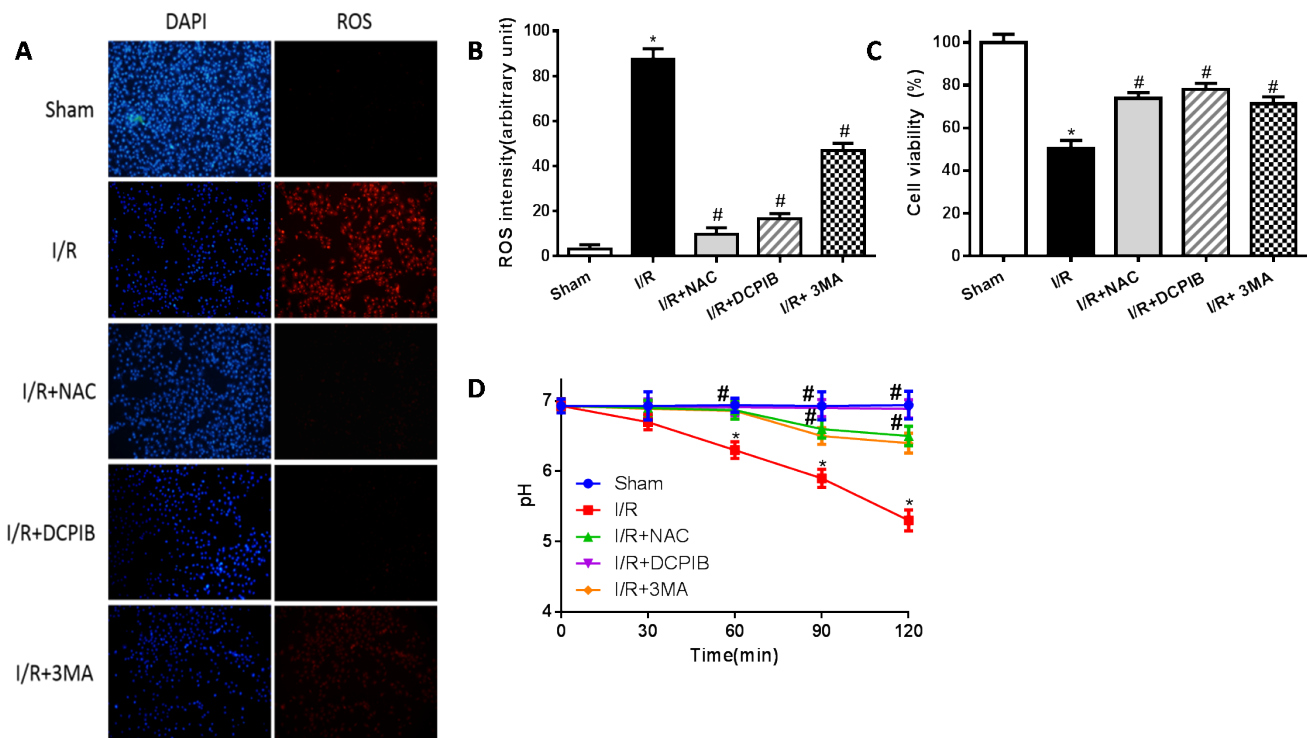 A
DAPI ROS
Sham
I/R
I/R+NAC
I/R+DCPIB
I/R+3MA
B
ROS intensity(arbitrary unit)
100
80
60
40
20
0
*
#
#
#
Sham
I/R
I/R+NAC
I/R+DCPIB
I/R+ 3MA
C
Cell viability (%)
100
80
60
40
20
0
*
#
#
#
Sham
I/R
I/R+NAC
I/R+DCPIB
I/R+ 3MA
D
pH
7
6
5
4
# # #
# #
* * *
Sham
I/R
I/R+NAC
I/R+DCPIB
I/R+3MA
0 30 60 90 120
Time(min)